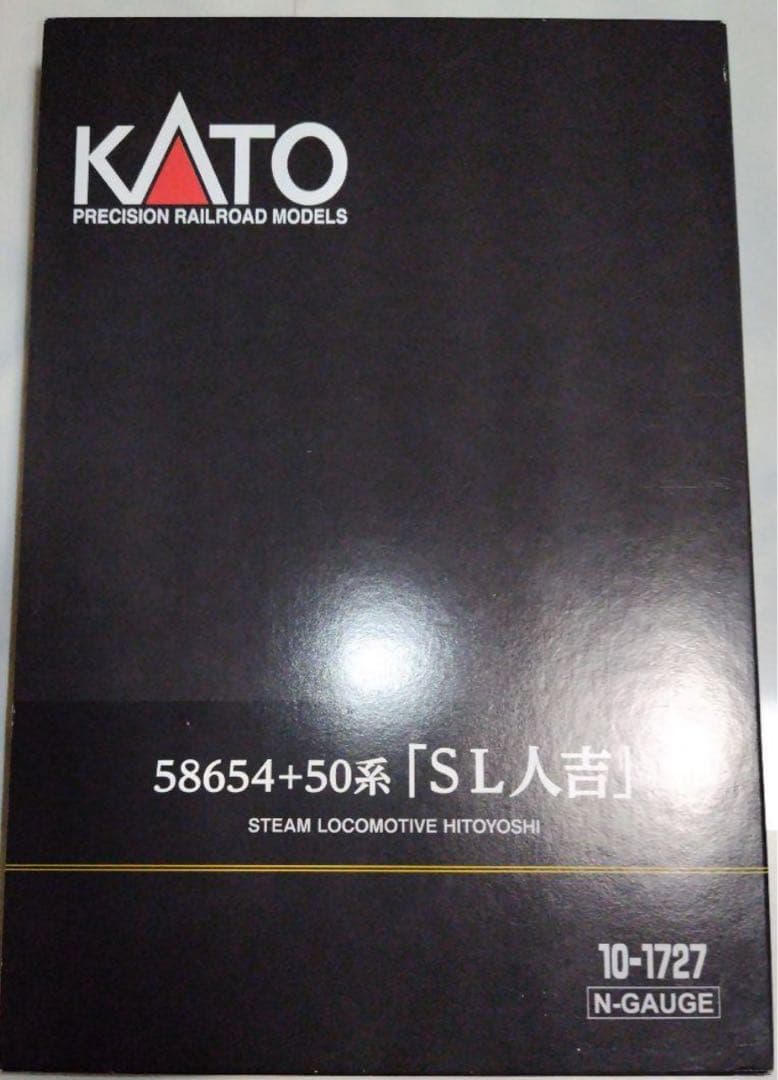 KATO
PRECISION RAILROAD MODELS
58654+50系「SL人吉」
STEAM LOCOMOTIVE HITOYOSHI
10-1727
N-GAUGE